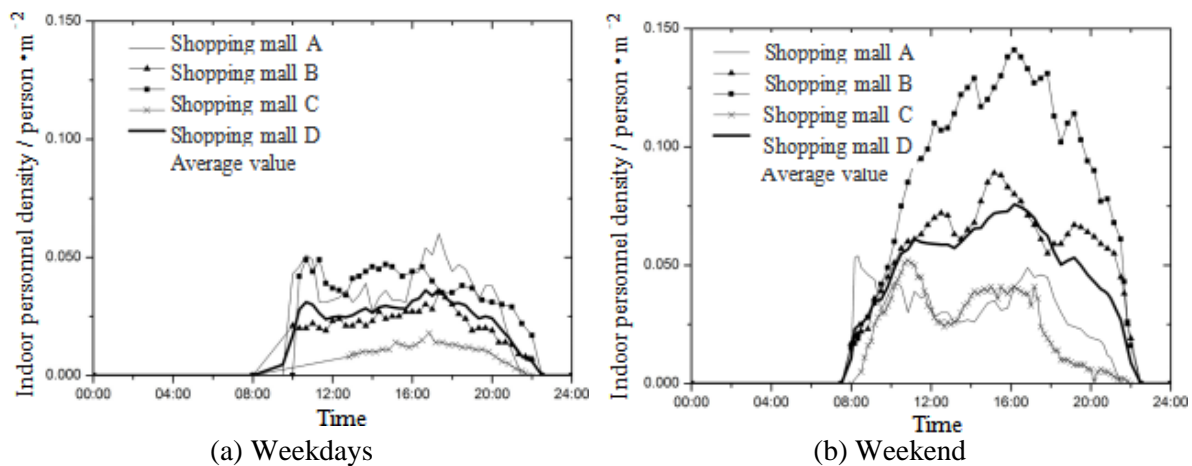 Indoor personnel density / person•m⁻²
0.150
0.100
0.050
0.000
Shopping mall A
Shopping mall B
Shopping mall C
Shopping mall D
Average value
00:00 04:00 08:00 12:00 16:00 20:00 24:00
Time
(a) Weekdays
Indoor personnel density / person•m⁻²
0.150
0.100
0.050
0.000
Shopping mall A
Shopping mall B
Shopping mall C
Shopping mall D
Average value
00:00 04:00 08:00 12:00 16:00 20:00 24:00
Time
(b) Weekend